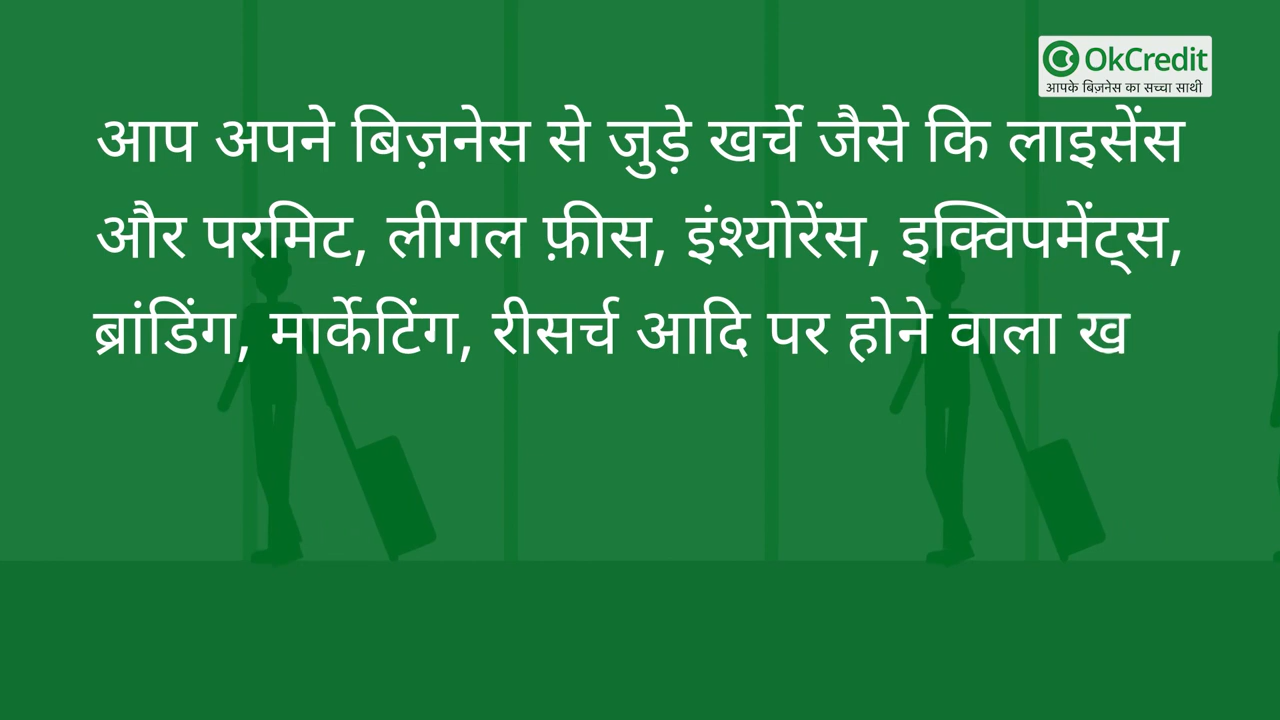 OkCredit
आपके बिज़नेस का सच्चा साथी
आप अपने बिज़नेस से जुड़े खर्चे जैसे कि लाइसेंस
और परमिट, लीगल फ़ीस, इंश्योरेंस, इक्विपमेंट्स,
ब्रांडिंग, मार्केटिंग, रीसर्च आदि पर होने वाला ख